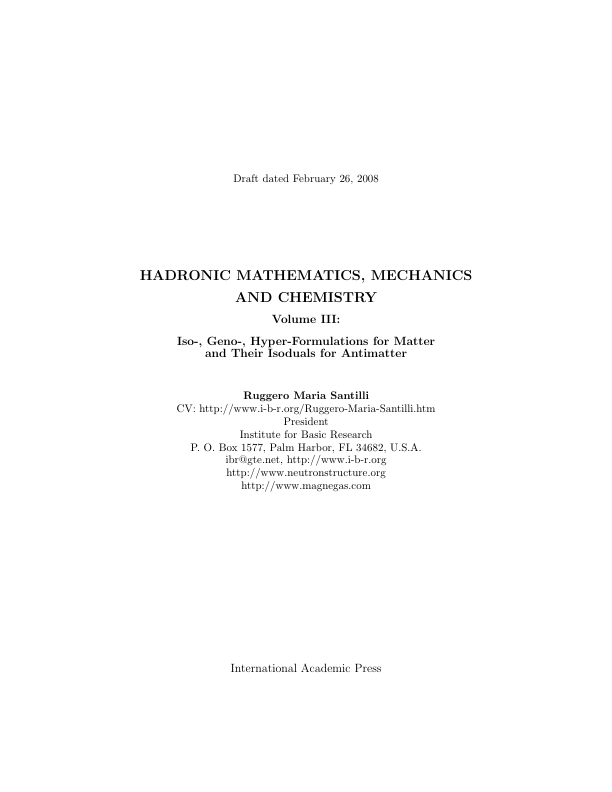 Draft dated February 26, 2008
HADRONIC MATHEMATICS, MECHANICS
AND CHEMISTRY
Volume III:
Iso-, Geno-, Hyper-Formulations for Matter
and Their Isoduals for Antimatter
Ruggero Maria Santilli
CV: http://www.i-b-r.org/Ruggero-Maria-Santilli.htm
President
Institute for Basic Research
P. O. Box 1577, Palm Harbor, FL 34682, U.S.A.
ibr@gte.net, http://www.i-b-r.org
http://www.neutronstructure.org
http://www.magnegas.com
International Academic Press